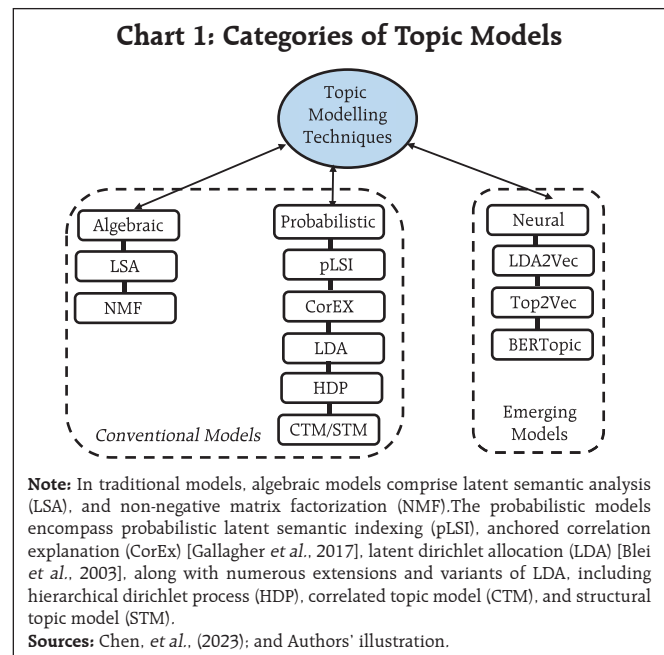 Chart 1: Categories of Topic Models
Topic
Modelling
Techniques
Algebraic
LSA
NMF
Probabilistic
pLSI
CorEX
LDA
HDP
CTM/STM
Conventional Models
Neural
LDA2Vec
Top2Vec
BERTopic
Emerging
Models
Note: In traditional models, algebraic models comprise latent semantic analysis
(LSA), and non-negative matrix factorization (NMF).The probabilistic models
encompass probabilistic latent semantic indexing (pLSI), anchored correlation
explanation (CorEx) [Gallagher et al., 2017], latent dirichlet allocation (LDA) [Blei
et al., 2003], along with numerous extensions and variants of LDA, including
hierarchical dirichlet process (HDP), correlated topic model (CTM), and structural
topic model (STM).
Sources: Chen, et al., (2023); and Authors’ illustration.